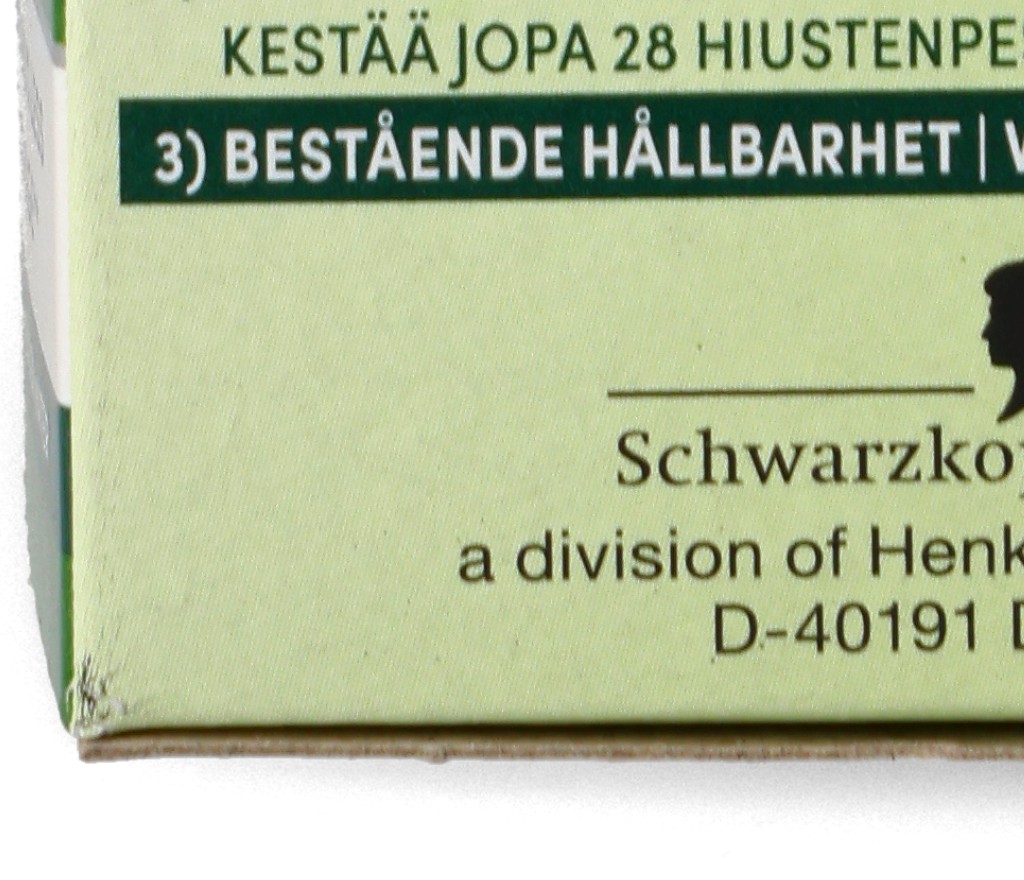 KESTÄÄ JOPA 28 HIUSTENPE
3) BESTÅENDE HÅLLBARHET |
Schwarzko
a division of Henk
D-40191